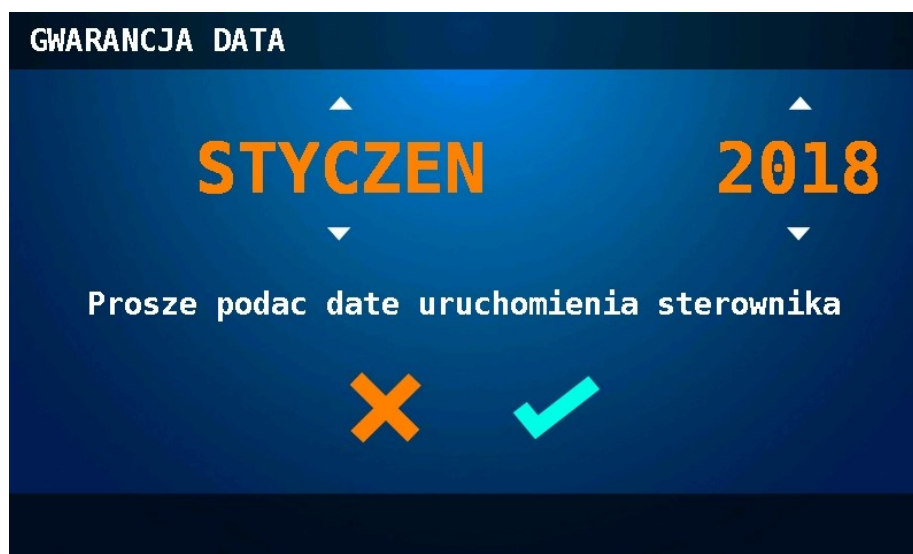 GWARANCJA DATA
STYCZEN 2018
Prosze podac date uruchomienia sterownika